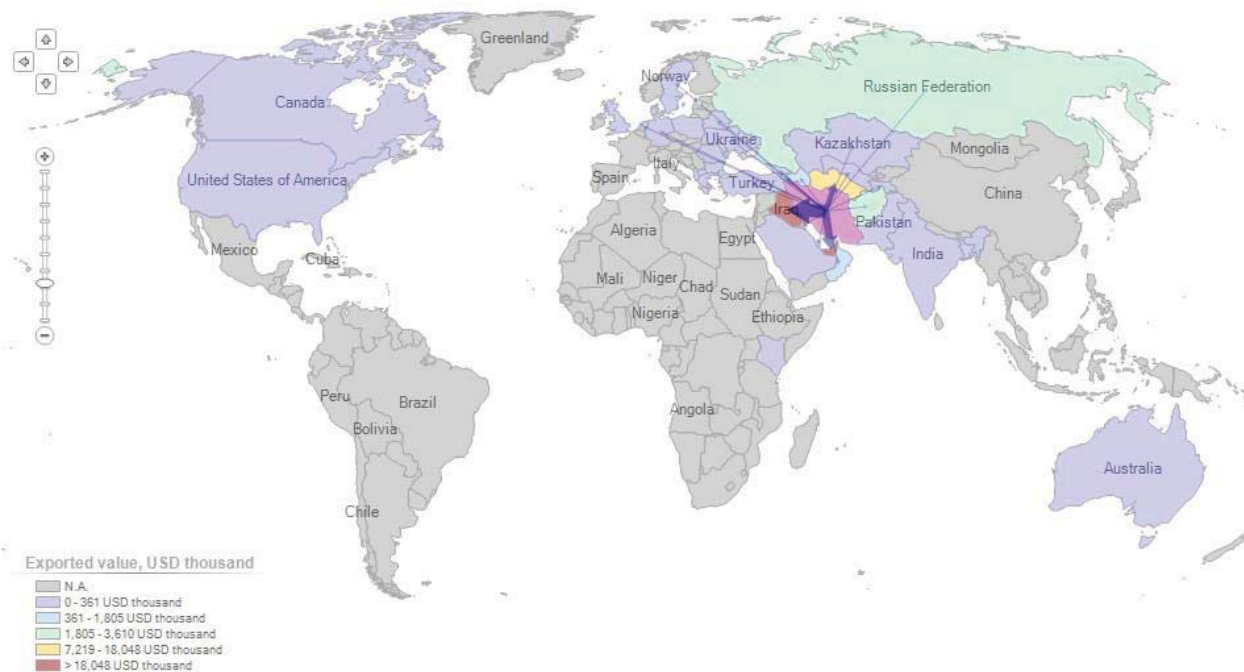 Greenland
Norway
Russian Federation
Canada
Ukraine
Kazakhstan
Mongolia
Italy
Spain
Turkey
United States of America
China
Iraq
Pakistan
Algeria
Egypt
India
Mexico
Cuba
Mali
Niger
Chad
Sudan
Nigeria
Ethiopia
Peru
Brazil
Angola
Bolivia
Australia
Chile
Exported value, USD thousand
N.A.
0 - 361 USD thousand
361 - 1,805 USD thousand
1,805 - 3,610 USD thousand
7,219 - 18,048 USD thousand
> 18,048 USD thousand